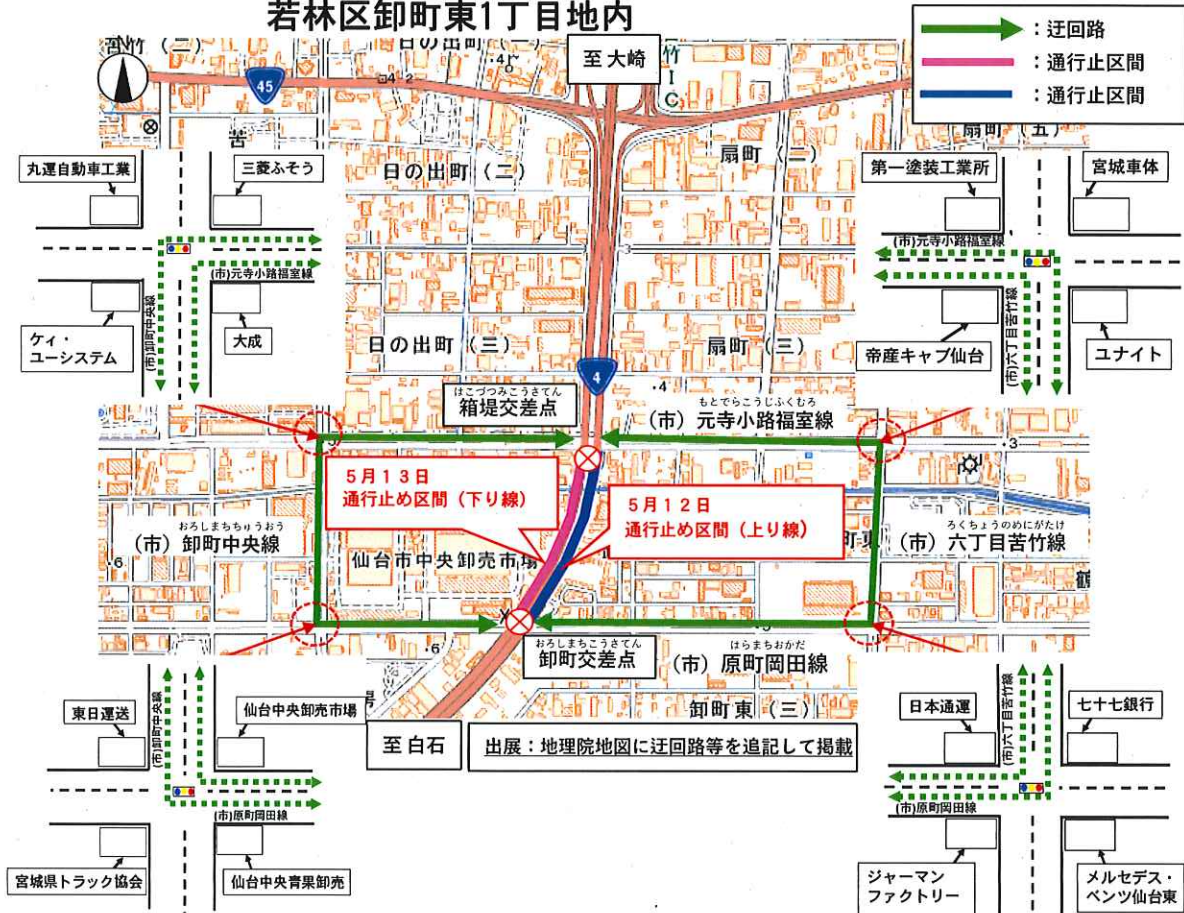 若林区卸町東1丁目地内
：迂回路
：通行止区間
：通行止区間
至 大崎
日の出町（二）
扇町（二）
扇町（五）
45
丸運自動車工業
三菱ふそう
(市)元寺小路福室線
(市)卸町中央線
ケィ・
ユーシステム
大成
第一塗装工業所
宮城車体
(市)元寺小路福室線
(市)六丁目苦竹線
帝産キャブ仙台
ユナイト
日の出町（三）
扇町（三）
4
はこづつみこうさてん
箱堤交差点
もとでらこうじふくむろ
（市）元寺小路福室線
5月13日
通行止め区間（下り線）
5月12日
通行止め区間（上り線）
おろしまちちゅうおう
（市）卸町中央線
仙台市中央卸売市場
ろくちょうのめにがたけ
（市）六丁目苦竹線
おろしまちこうさてん
卸町交差点
はらまちおかだ
（市）原町岡田線
卸町東（三）
至 白石
出展：地理院地図に迂回路等を追記して掲載
東日運送
仙台中央卸売市場
(市)卸町中央線
(市)原町岡田線
宮城県トラック協会
仙台中央青果卸売
日本通運
七十七銀行
(市)六丁目苦竹線
(市)原町岡田線
ジャーマン
ファクトリー
メルセデス・
ベンツ仙台東